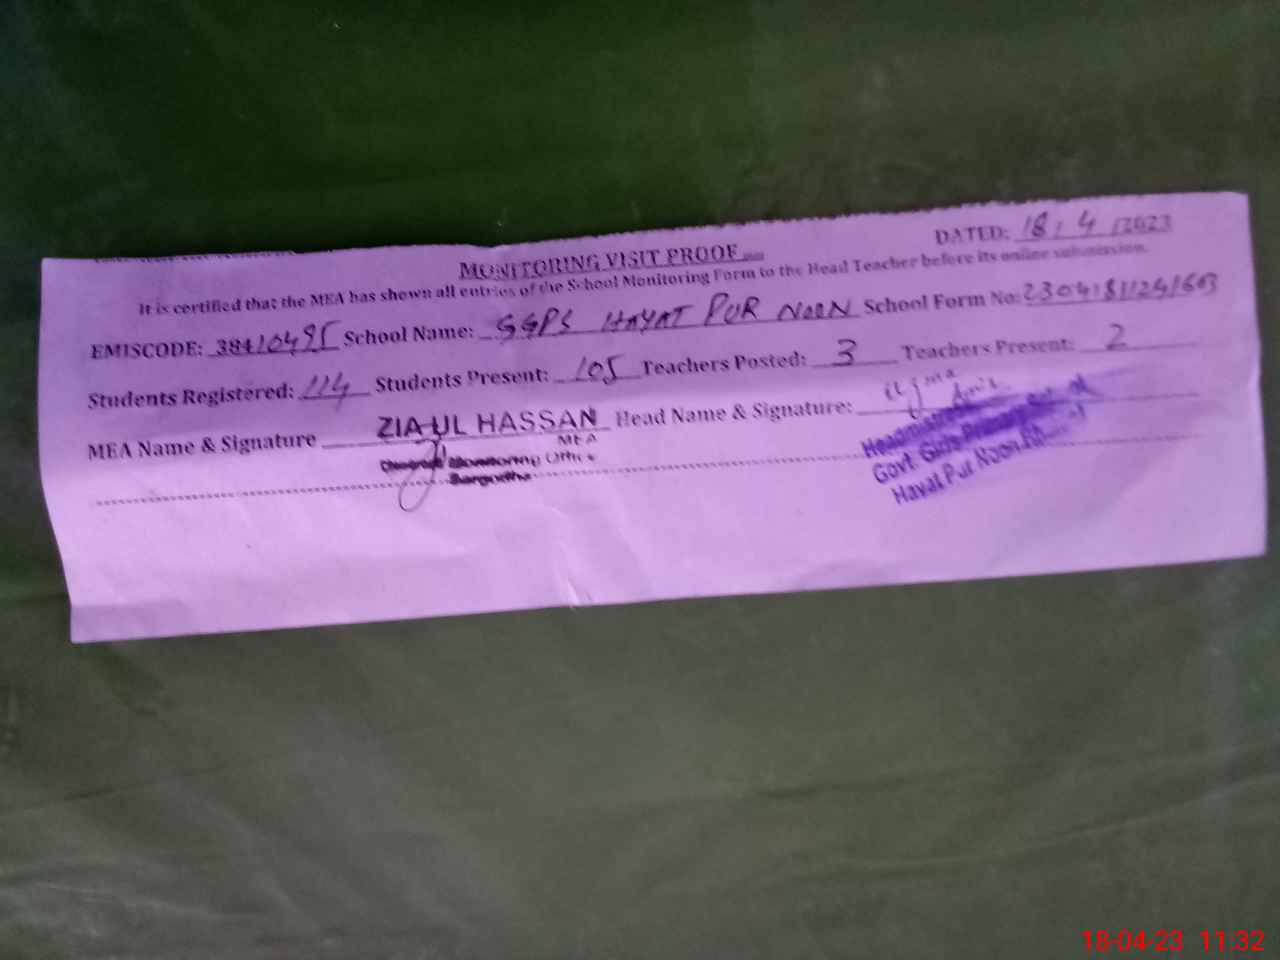 MONITORING VISIT PROOF
DATED: 18 / 4 /2023
It is certified that the MEA has shown all entries of the School Monitoring Form to the Head Teacher before its online submission.
EMISCODE: 38410495 School Name: GGPS HAYAT PUR NOON School Form No:
Students Registered: 114 Students Present: 105 Teachers Posted: 3 Teachers Present: 2
MEA Name & Signature ZIA UL HASSAN Head Name & Signature: Uzma
MEA
District Monitoring Office
Sargodha
Headmistress
Govt. Girls Primary
Hayat Pur Noon
18-04-23 11:32